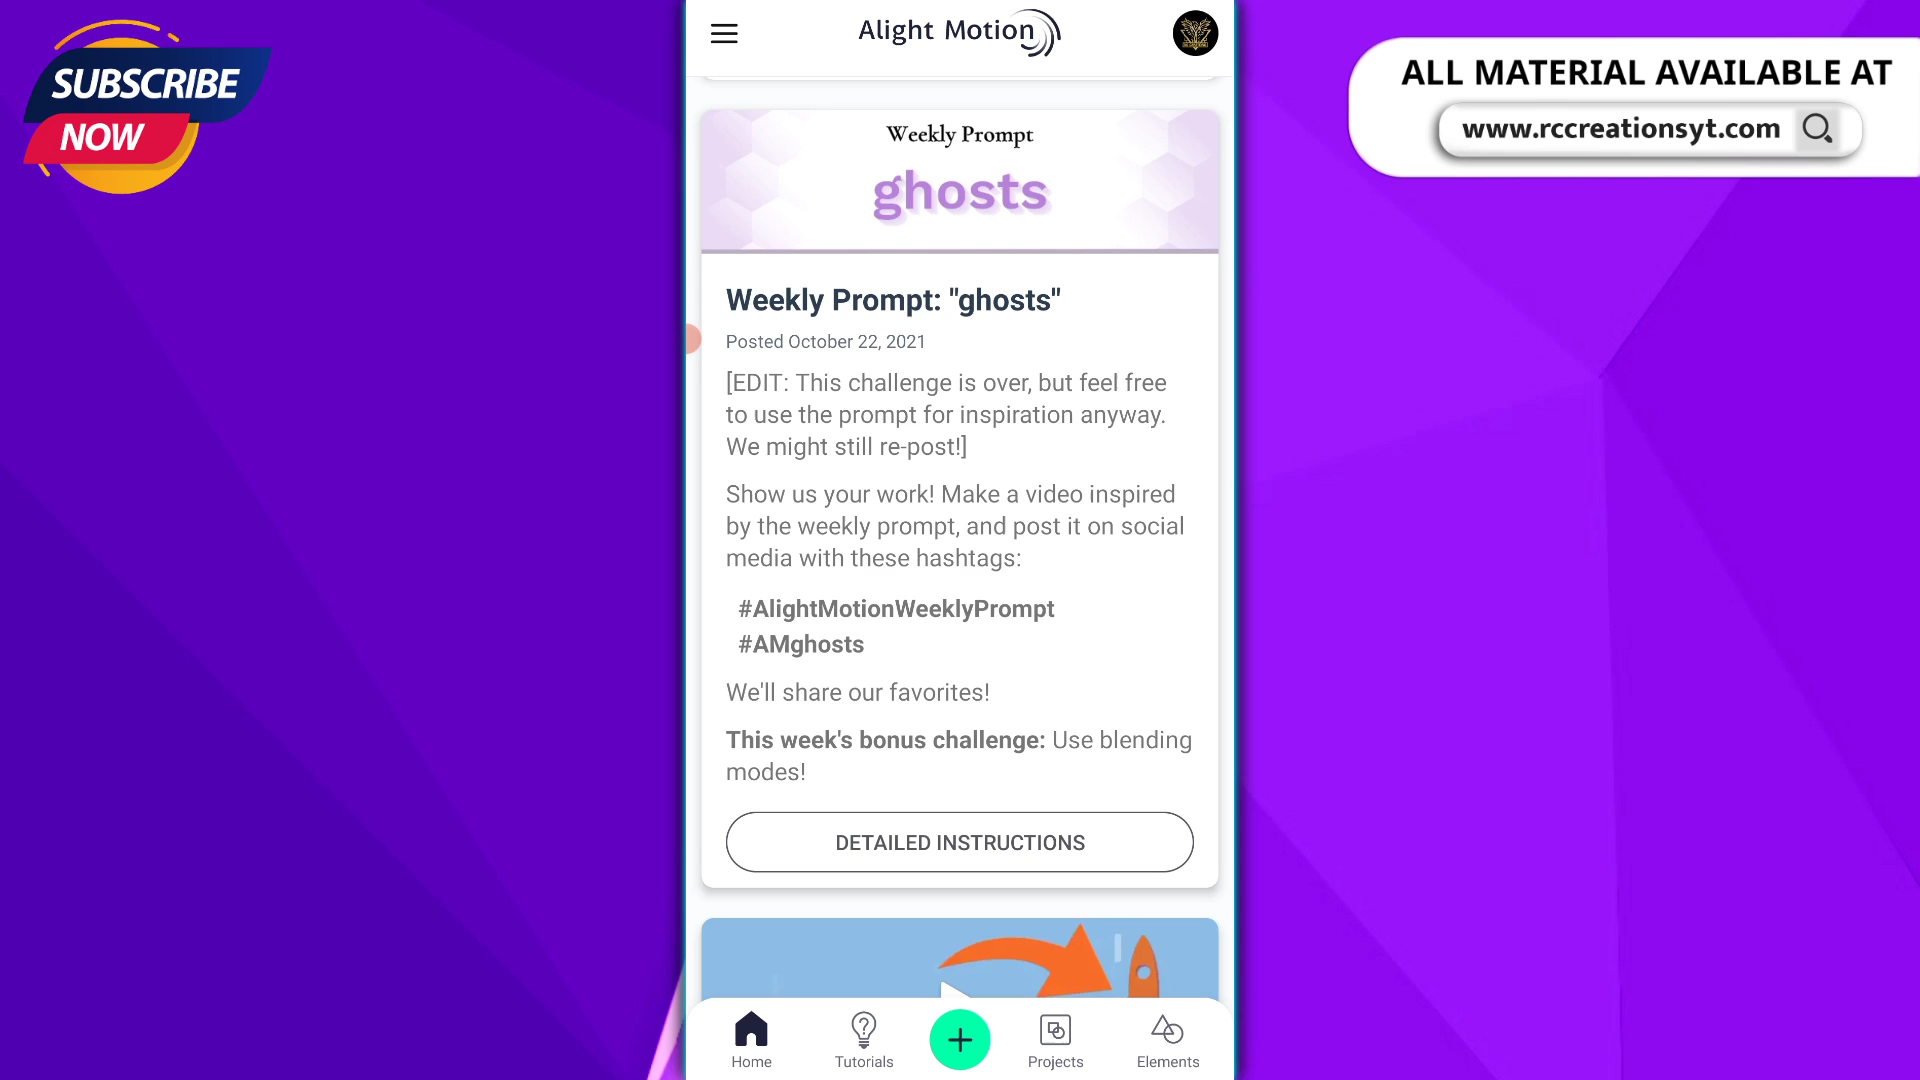 SUBSCRIBE
NOW
Alight Motion
ALL MATERIAL AVAILABLE AT
www.rccreationsyt.com
Weekly Prompt
ghosts
Weekly Prompt: "ghosts"
Posted October 22, 2021
[EDIT: This challenge is over, but feel free
to use the prompt for inspiration anyway.
We might still re-post!]
Show us your work! Make a video inspired
by the weekly prompt, and post it on social
media with these hashtags:
#AlightMotionWeeklyPrompt
#AMghosts
We'll share our favorites!
This week's bonus challenge: Use blending
modes!
DETAILED INSTRUCTIONS
Home
Tutorials
Projects
Elements